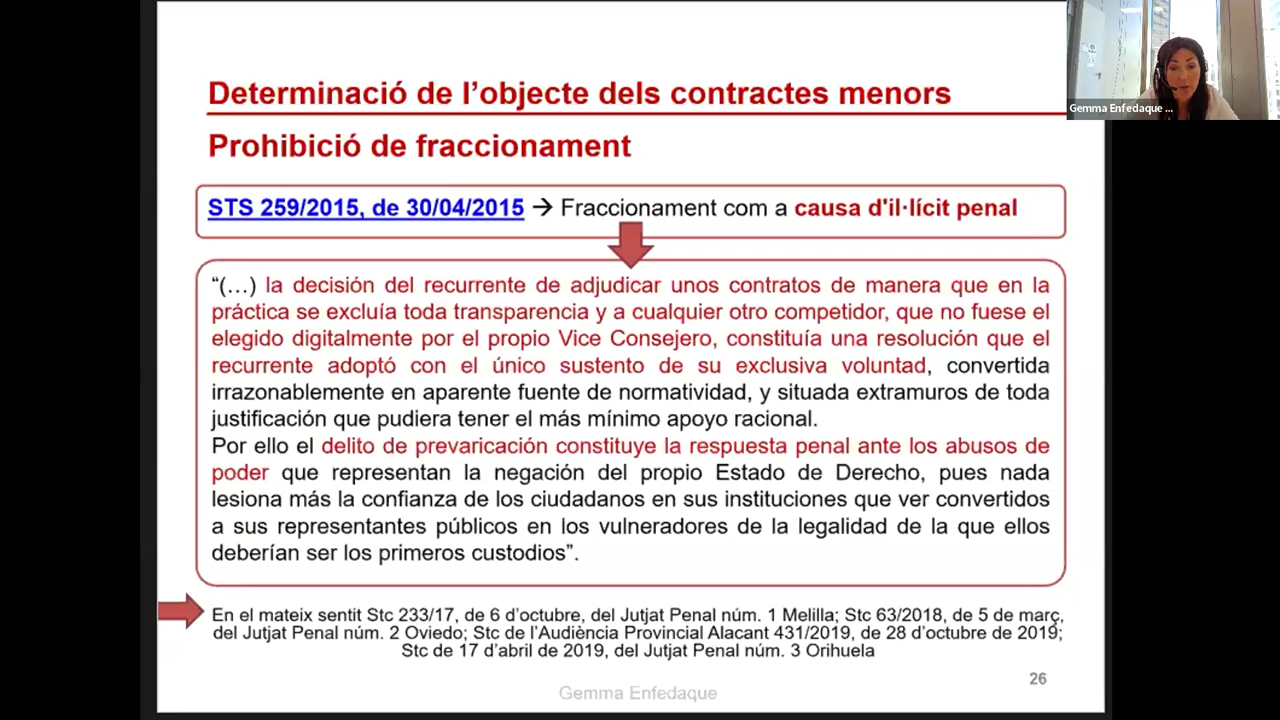 Determinació de l'objecte dels contractes menors
Prohibició de fraccionament
STS 259/2015, de 30/04/2015 → Fraccionament com a causa d'il·lícit penal
“(…) la decisión del recurrente de adjudicar unos contratos de manera que en la
práctica se excluía toda transparencia y a cualquier otro competidor, que no fuese el
elegido digitalmente por el propio Vice Consejero, constituía una resolución que el
recurrente adoptó con el único sustento de su exclusiva voluntad, convertida
irrazonablemente en aparente fuente de normatividad, y situada extramuros de toda
justificación que pudiera tener el más mínimo apoyo racional.
Por ello el delito de prevaricación constituye la respuesta penal ante los abusos de
poder que representan la negación del propio Estado de Derecho, pues nada
lesiona más la confianza de los ciudadanos en sus instituciones que ver convertidos
a sus representantes públicos en los vulneradores de la legalidad de la que ellos
deberían ser los primeros custodios”.
En el mateix sentit Stc 233/17, de 6 d'octubre, del Jutjat Penal núm. 1 Melilla; Stc 63/2018, de 5 de març,
del Jutjat Penal núm. 2 Oviedo; Stc de l'Audiència Provincial Alacant 431/2019, de 28 d'octubre de 2019;
Stc de 17 d'abril de 2019, del Jutjat Penal núm. 3 Orihuela
26
Gemma Enfedaque
Gemma Enfedaque ...